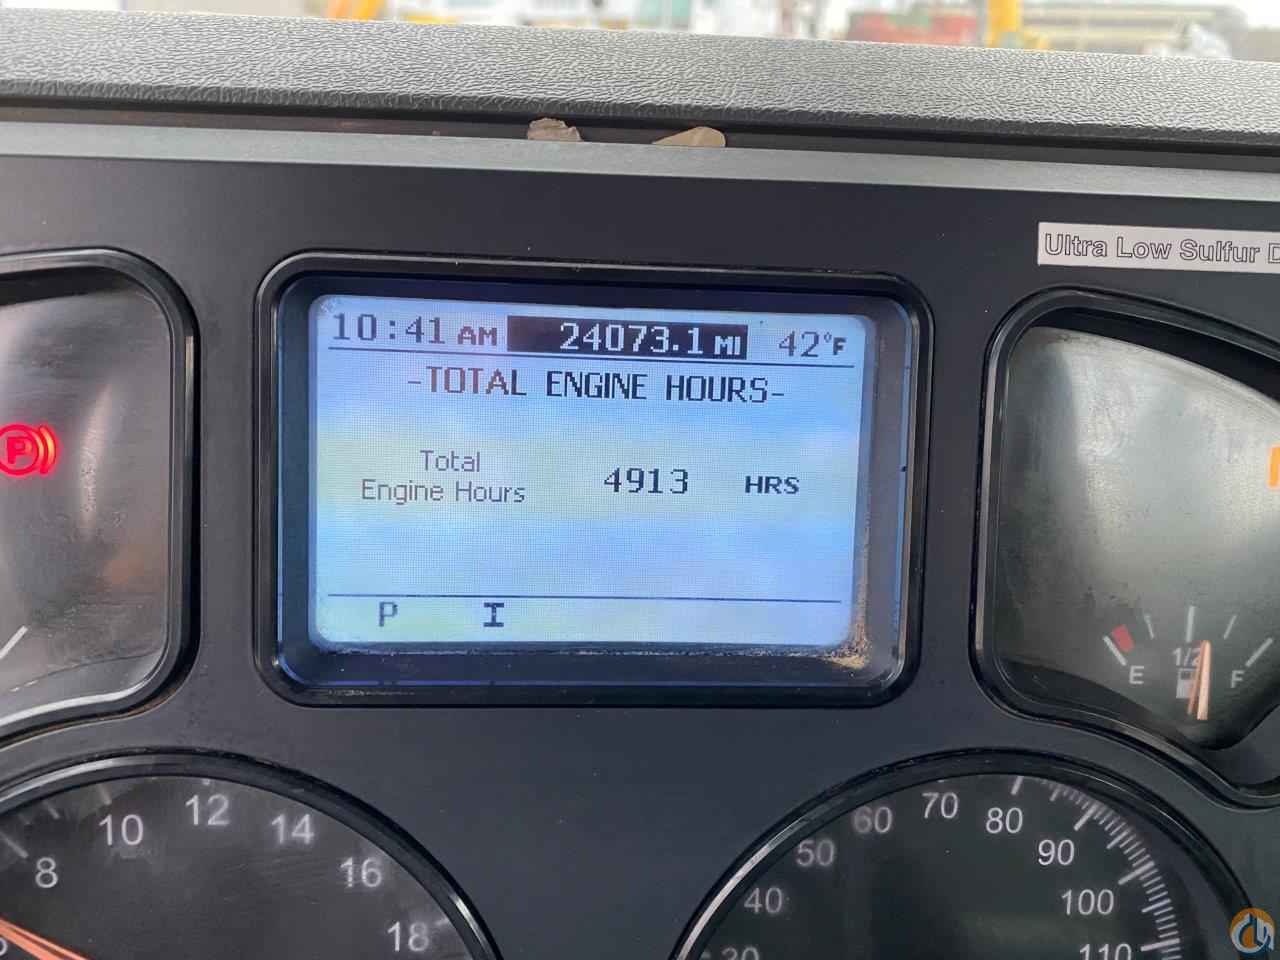 Ultra Low Sulfur D
10:41 AM 24073.1 MI 42°F
-TOTAL ENGINE HOURS-
Total
Engine Hours 4913 HRS
P I
P
E 1/2 F
8 10 12 14 16 18
30 40 50 60 70 80 90 100 110